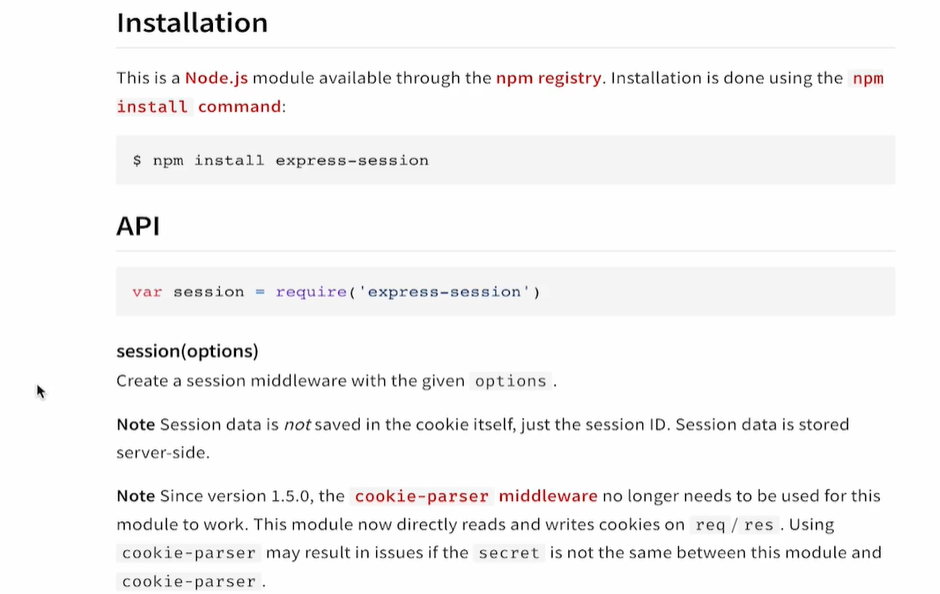 Installation
This is a Node.js module available through the npm registry. Installation is done using the npm
install command:
$ npm install express-session
API
var session = require('express-session')
session(options)
Create a session middleware with the given options .
Note Session data is not saved in the cookie itself, just the session ID. Session data is stored
server-side.
Note Since version 1.5.0, the cookie-parser middleware no longer needs to be used for this
module to work. This module now directly reads and writes cookies on req / res . Using
cookie-parser may result in issues if the secret is not the same between this module and
cookie-parser .